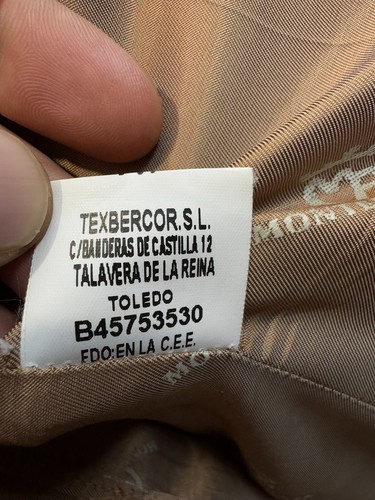 TEXBERCOR.S.L.
C/BANDERAS DE CASTILLA 12
TALAVERA DE LA REINA
TOLEDO
B45753530
FDO:EN LA C.E.E.